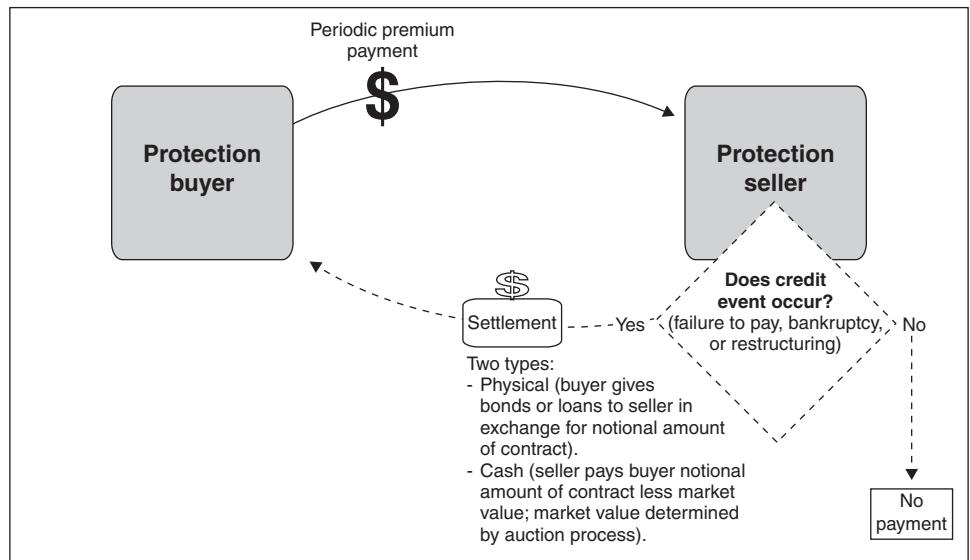 Periodic premium
payment
$
Protection
buyer
Protection
seller
Does credit
event occur?
(failure to pay, bankruptcy,
or restructuring)
Yes
No
$
Settlement
Two types:
- Physical (buyer gives
bonds or loans to seller in
exchange for notional amount
of contract).
- Cash (seller pays buyer notional
amount of contract less market
value; market value determined
by auction process).
No
payment